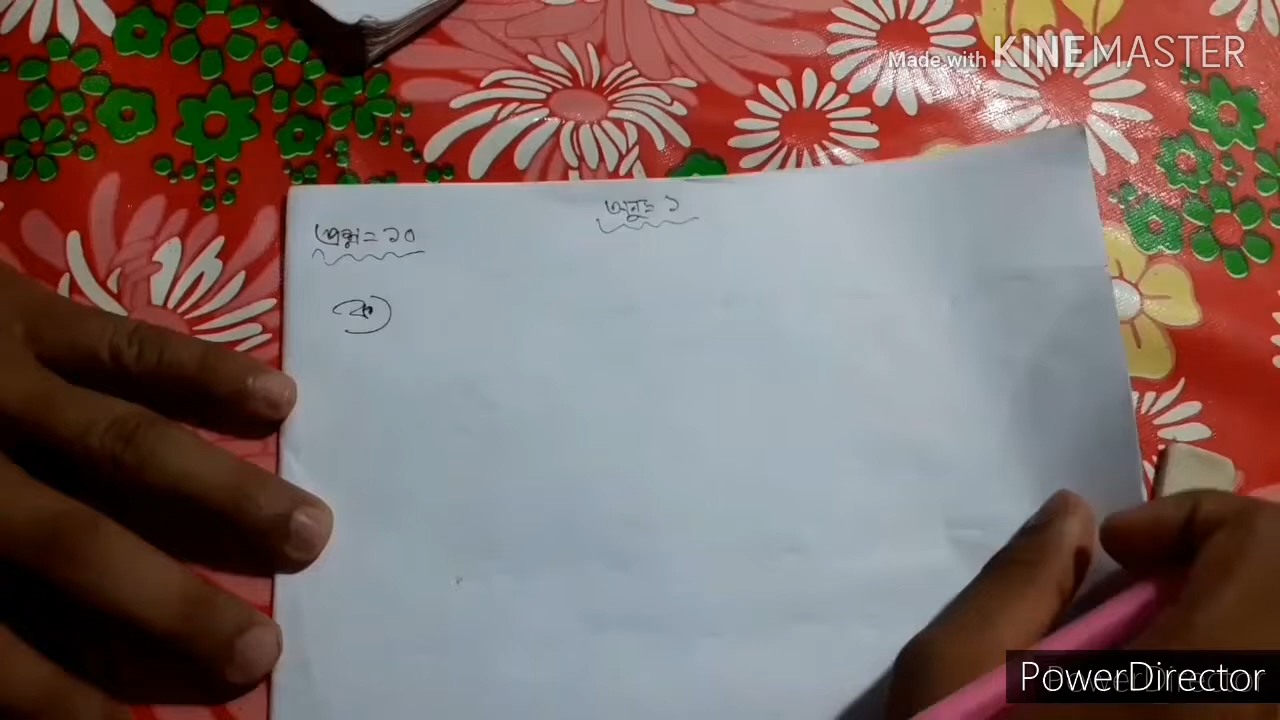 Made with KINEMASTER
অনুঃ ১
প্রশ্ন = ১০
ক)
PowerDirector